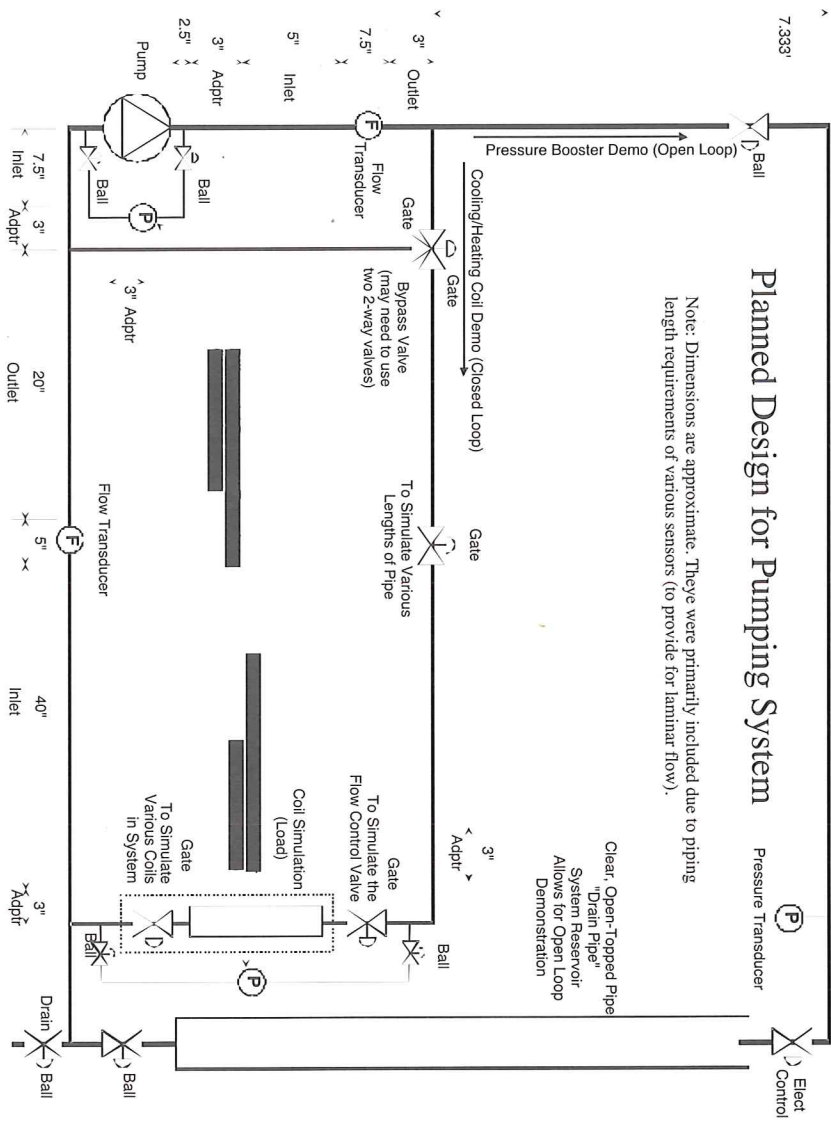 Planned Design for Pumping System
Note: Dimensions are approximate. Theye were primarily included due to piping
length requirements of various sensors (to provide for laminar flow).
7.333'
Ball
Pressure Booster Demo (Open Loop)
Cooling/Heating Coil Demo (Closed Loop)
Pressure Transducer
P
Elect
Control
Clear, Open-Topped Pipe
"Drain Pipe"
System Reservoir
Allows for Open Loop
Demonstration
3"
Outlet
7.5"
5"
Inlet
3"
Adptr
2.5"
Pump
F
Flow
Transducer
Gate
Gate
Bypass Valve
(may need to use
two 2-way valves)
Gate
To Simulate Various
Lengths of Pipe
3"
Adptr
Gate
To Simulate the
Flow Control Valve
Ball
Coil Simulation
(Load)
P
Gate
To Simulate
Various Coils
in System
Ball
Ball
Ball
P
3" Adptr
Flow Transducer
F
7.5"
Inlet
3"
Adptr
20"
Outlet
5"
40"
Inlet
3"
Adptr
Drain
Ball
Ball